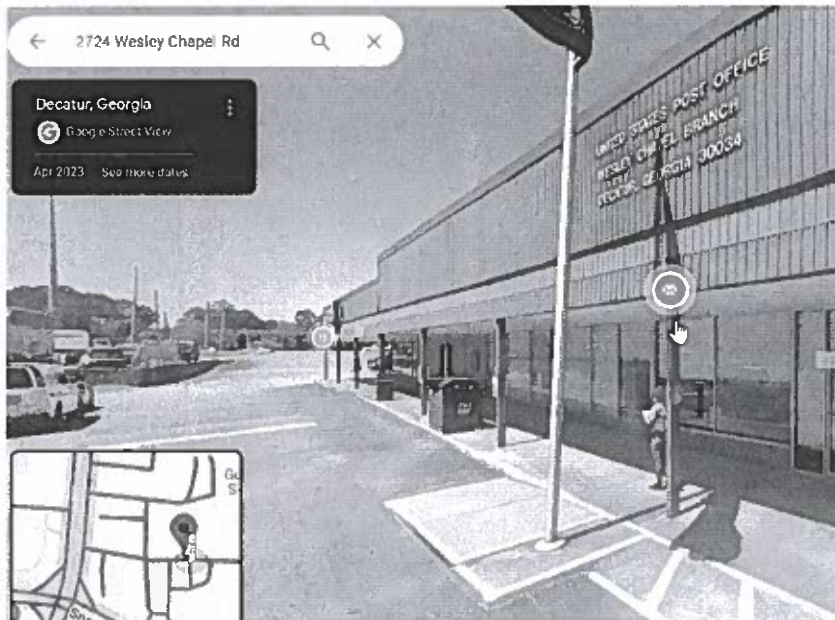 2724 Wesley Chapel Rd
Decatur, Georgia
Google Street View
Apr 2023 See more dates
UNITED STATES POST OFFICE
WESLEY CHAPEL BRANCH
DECATUR, GEORGIA 30034